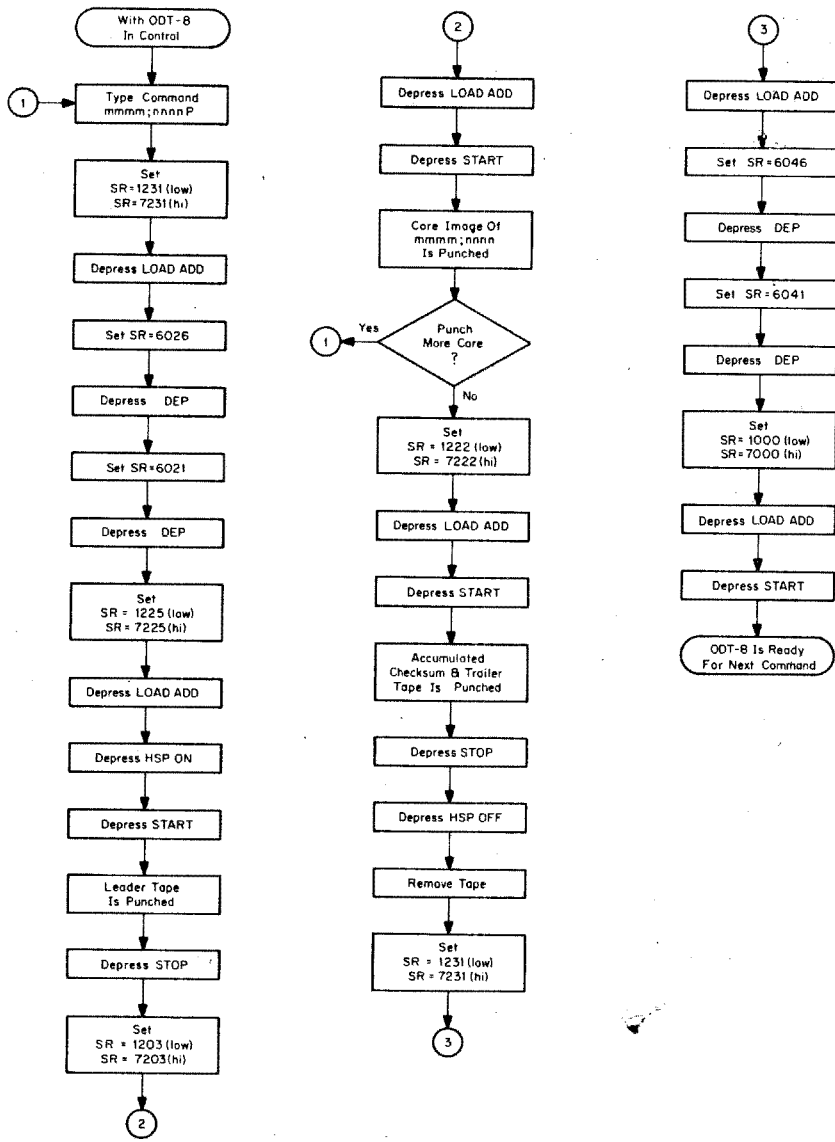 With ODT-8
In Control
1
Type Command
mmmm;nnnnP
Set
SR=1231 (low)
SR=7231 (hi)
Depress LOAD ADD
Set SR=6026
Depress DEP
Set SR=6021
Depress DEP
Set
SR = 1225 (low)
SR = 7225 (hi)
Depress LOAD ADD
Depress HSP ON
Depress START
Leader Tape
Is Punched
Depress STOP
Set
SR = 1203 (low)
SR = 7203 (hi)
2
2
Depress LOAD ADD
Depress START
Core Image Of
mmmm;nnnn
Is Punched
Punch
More Core
?
Yes
1
No
Set
SR = 1222 (low)
SR = 7222 (hi)
Depress LOAD ADD
Depress START
Accumulated
Checksum & Trailer
Tape Is Punched
Depress STOP
Depress HSP OFF
Remove Tape
Set
SR = 1231 (low)
SR = 7231 (hi)
3
3
Depress LOAD ADD
Set SR=6046
Depress DEP
Set SR=6041
Depress DEP
Set
SR=1000 (low)
SR=7000 (hi)
Depress LOAD ADD
Depress START
ODT-8 Is Ready
For Next Command